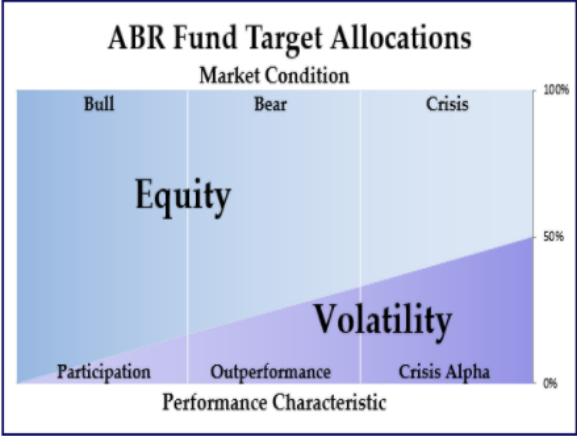 ABR Fund Target Allocations
Market Condition
Bull Bear Crisis 100%
Equity
50%
Volatility
Participation Outperformance Crisis Alpha 0%
Performance Characteristic